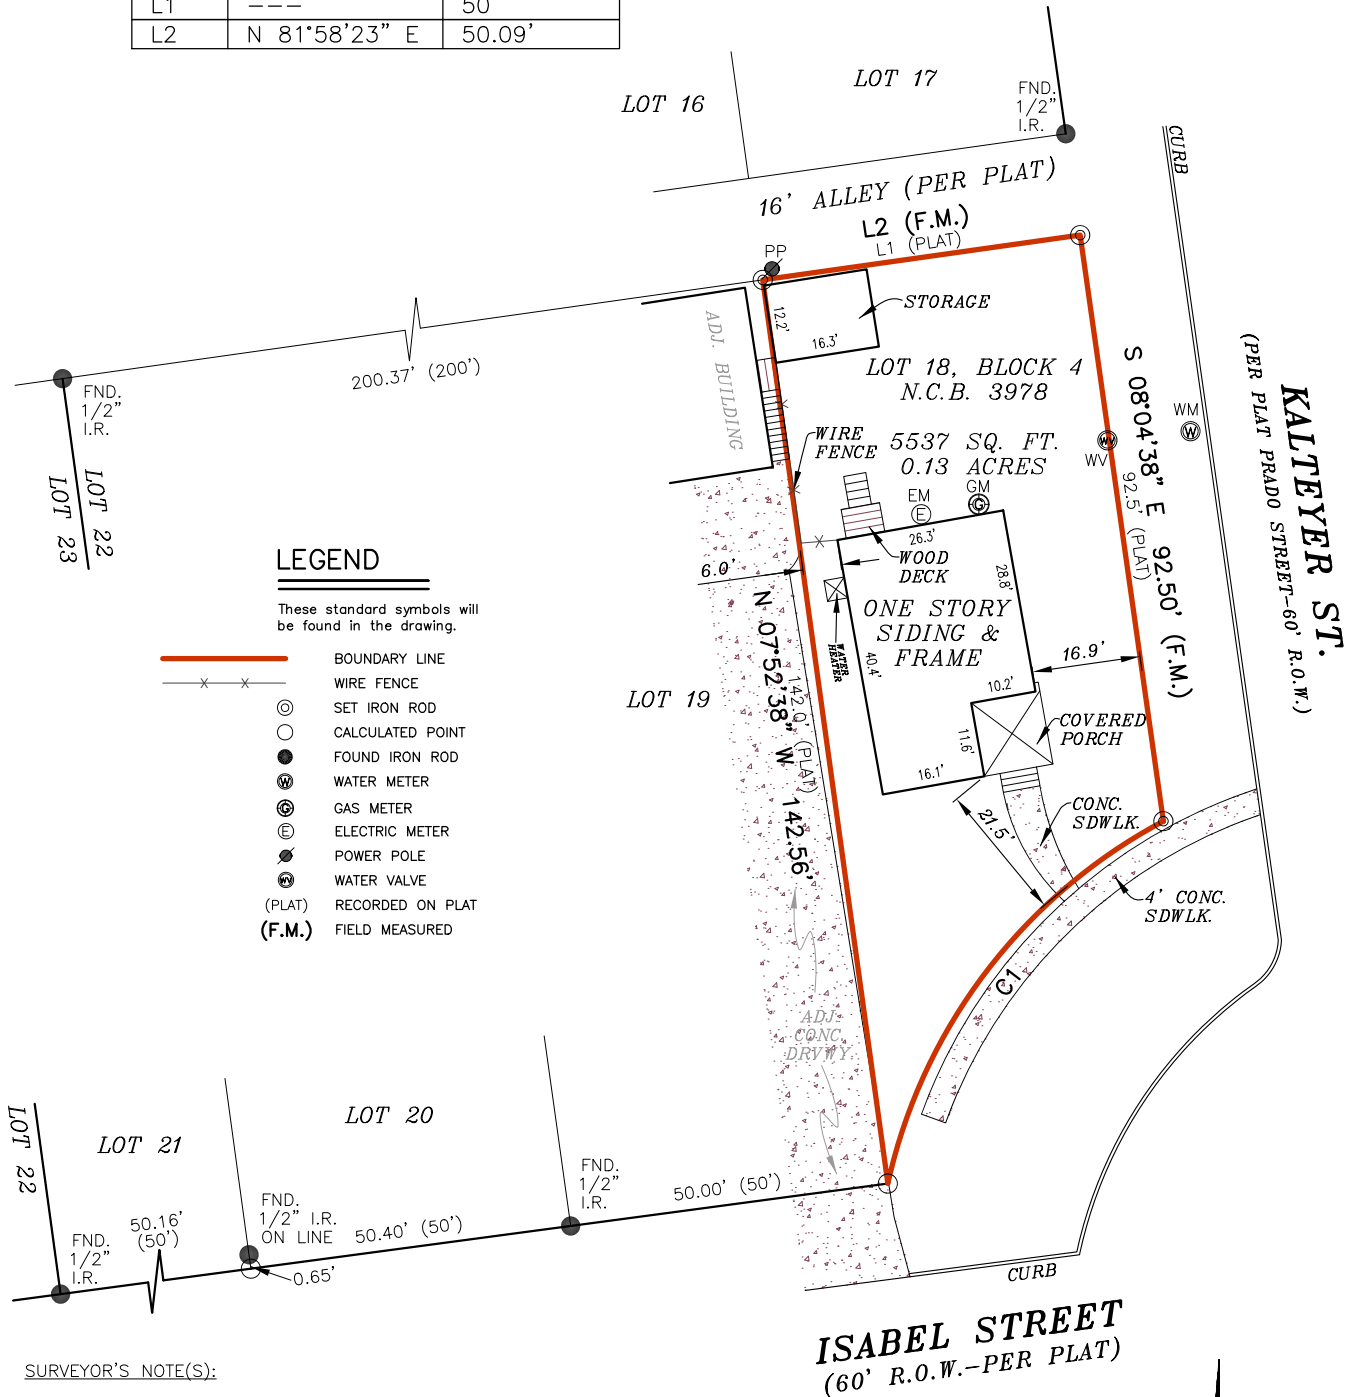 L1 --- 50'
L2 N 81°58'23" E 50.09'
LOT 16
LOT 17
FND.
1/2"
I.R.
CURB
16' ALLEY (PER PLAT)
L2 (F.M.)
L1 (PLAT)
PP
STORAGE
12.2'
16.3'
ADJ. BUILDING
200.37' (200')
FND.
1/2"
I.R.
LOT 22
LOT 23
LOT 18, BLOCK 4
N.C.B. 3978
5537 SQ. FT.
0.13 ACRES
WIRE
FENCE
S 08°04'38" E 92.50' (F.M.)
92.5' (PLAT)
WM
W
WV
WV
KALTEYER ST.
(PER PLAT PRADO STREET-60' R.O.W.)
EM
E
GM
G
26.3'
WOOD
DECK
28.8'
6.0'
ONE STORY
SIDING &
FRAME
WATER
HEATER
40.4'
16.9'
10.2'
COVERED
PORCH
11.6'
16.1'
21.5'
CONC.
SDWLK.
4' CONC.
SDWLK.
C1
N 07°52'38" W 142.56'
142.0' (PLAT)
LOT 19
LEGEND
These standard symbols will
be found in the drawing.
BOUNDARY LINE
X X WIRE FENCE
SET IRON ROD
CALCULATED POINT
FOUND IRON ROD
W WATER METER
G GAS METER
E ELECTRIC METER
POWER POLE
WV WATER VALVE
(PLAT) RECORDED ON PLAT
(F.M.) FIELD MEASURED
ADJ.
CONC.
DRVWY.
LOT 22
LOT 21
LOT 20
FND.
1/2"
I.R.
50.16'
(50')
FND.
1/2" I.R.
ON LINE
0.65'
50.40' (50')
FND.
1/2"
I.R.
50.00' (50')
CURB
ISABEL STREET
(60' R.O.W.-PER PLAT)
SURVEYOR'S NOTE(S):